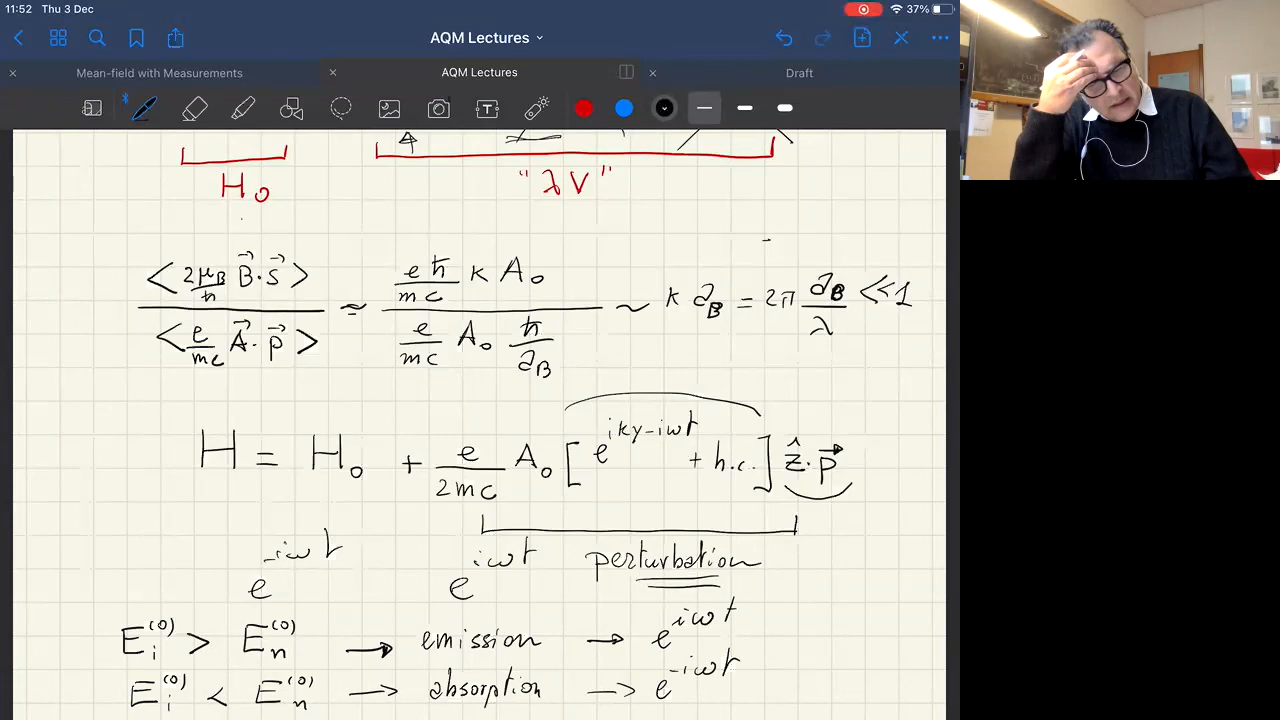 11:52 Thu 3 Dec 37%
AQM Lectures
Mean-field with Measurements AQM Lectures Draft
H₀ "λV"
<2μ_B/ħ B⃗·s⃗> / <e/mc A⃗·p⃗> ≈ (eħ/mc k A₀) / (e/mc A₀ ħ/a_B) ~ k a_B = 2π a_B/λ ≪ 1
H = H₀ + e/2mc A₀ [e^{iky-iωt} + h.c.] ẑ·p⃗
e^{-iωt} e^{iωt} perturbation
E_i^{(0)} > E_n^{(0)} → emission → e^{iωt}
E_i^{(0)} < E_n^{(0)} → absorption → e^{-iωt}